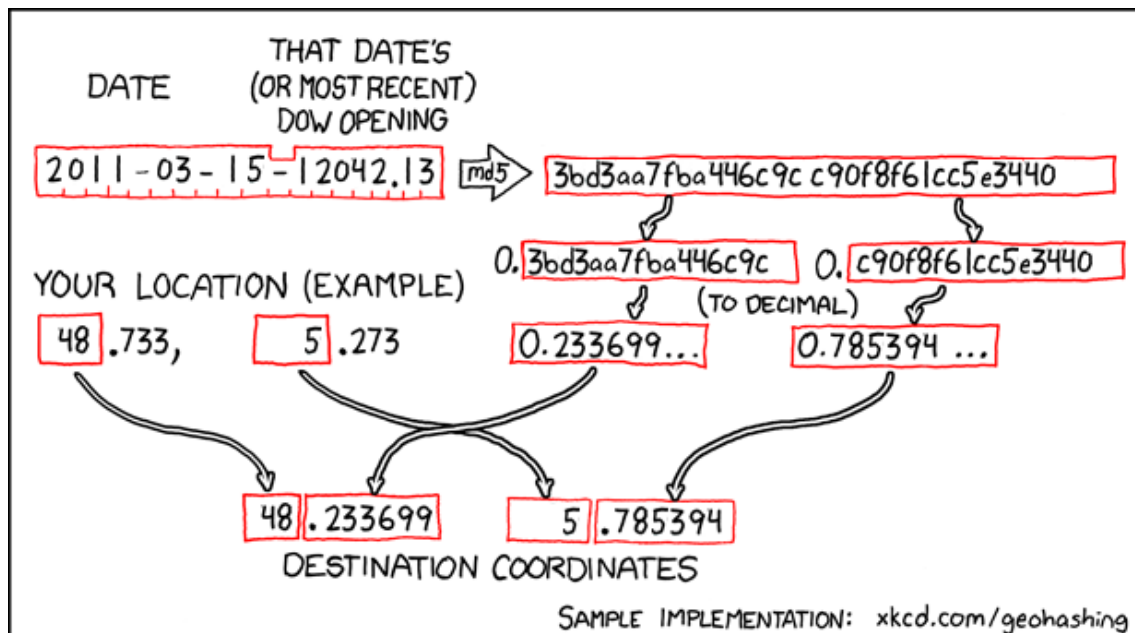 DATE
THAT DATE'S
(OR MOST RECENT)
DOW OPENING
2011-03-15-12042.13
md5
3bd3aa7fba446c9c c90f8f61cc5e3440
0.3bd3aa7fba446c9c
0. c90f8f61cc5e3440
YOUR LOCATION (EXAMPLE)
(TO DECIMAL)
48.733,
5.273
0.233699...
0.785394 ...
48.233699
5.785394
DESTINATION COORDINATES
SAMPLE IMPLEMENTATION: xkcd.com/geohashing